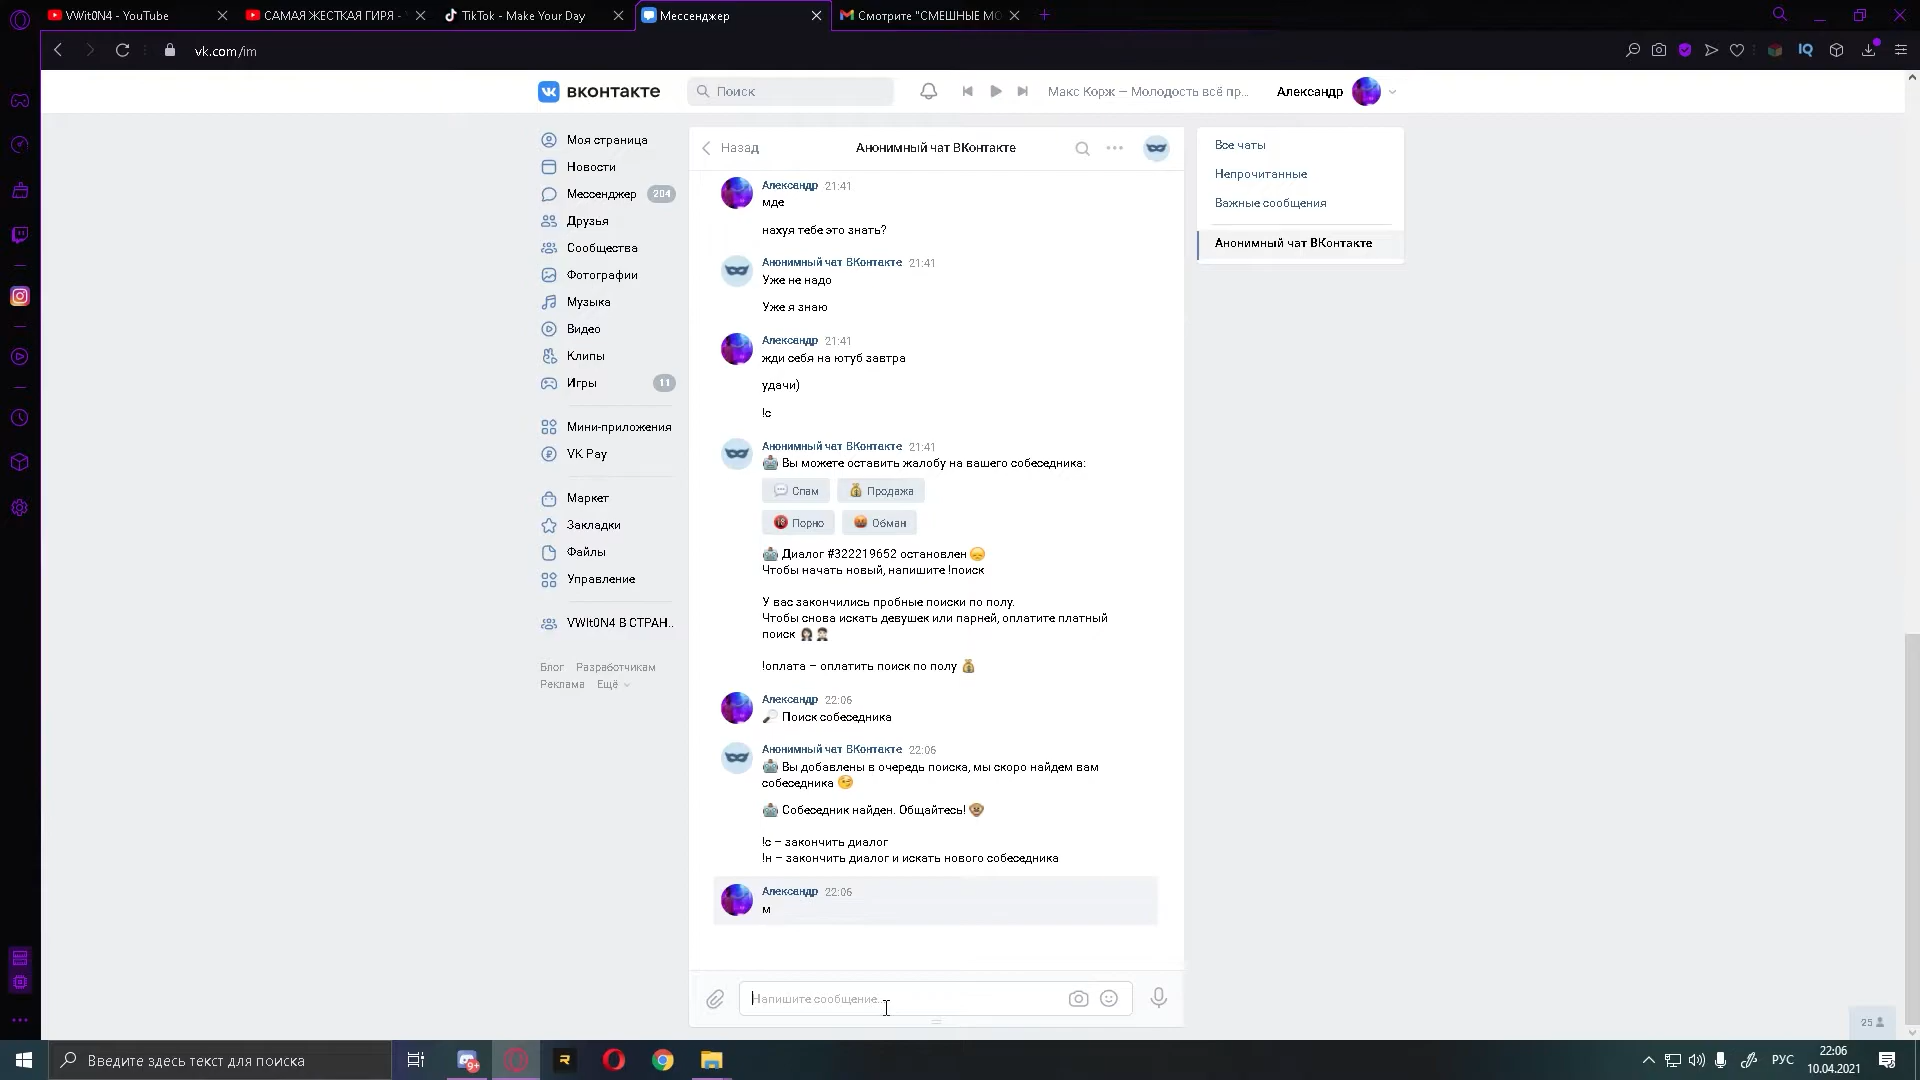 VWit0N4 - YouTube
САМАЯ ЖЕСТКАЯ ГИРЯ -
TikTok - Make Your Day
Мессенджер
Смотрите "СМЕШНЫЕ МО
vk.com/im
IQ
вконтакте
Поиск
Макс Корж – Молодость всё пр...
Александр
Моя страница
Новости
Мессенджер 204
Друзья
Сообщества
Фотографии
Музыка
Видео
Клипы
Игры 11
Мини-приложения
VK Pay
Маркет
Закладки
Файлы
Управление
VWIt0N4 В СТРАН..
Блог Разработчикам
Реклама Ещё
Назад
Анонимный чат ВКонтакте
Александр 21:41
мде
нахуя тебе это знать?
Анонимный чат ВКонтакте 21:41
Уже не надо
Уже я знаю
Александр 21:41
жди себя на ютуб завтра
удачи)
!с
Анонимный чат ВКонтакте 21:41
Вы можете оставить жалобу на вашего собеседника:
Спам Продажа
18 Порно Обман
Диалог #322219652 остановлен
Чтобы начать новый, напишите !поиск
У вас закончились пробные поиски по полу.
Чтобы снова искать девушек или парней, оплатите платный
поиск
!оплата – оплатить поиск по полу
Александр 22:06
Поиск собеседника
Анонимный чат ВКонтакте 22:06
Вы добавлены в очередь поиска, мы скоро найдем вам
собеседника
Собеседник найден. Общайтесь!
!с – закончить диалог
!н – закончить диалог и искать нового собеседника
Александр 22:06
м
Напишите сообщение...
Все чаты
Непрочитанные
Важные сообщения
Анонимный чат ВКонтакте
25
Введите здесь текст для поиска
9+
R
РУС
22:06
10.04.2021